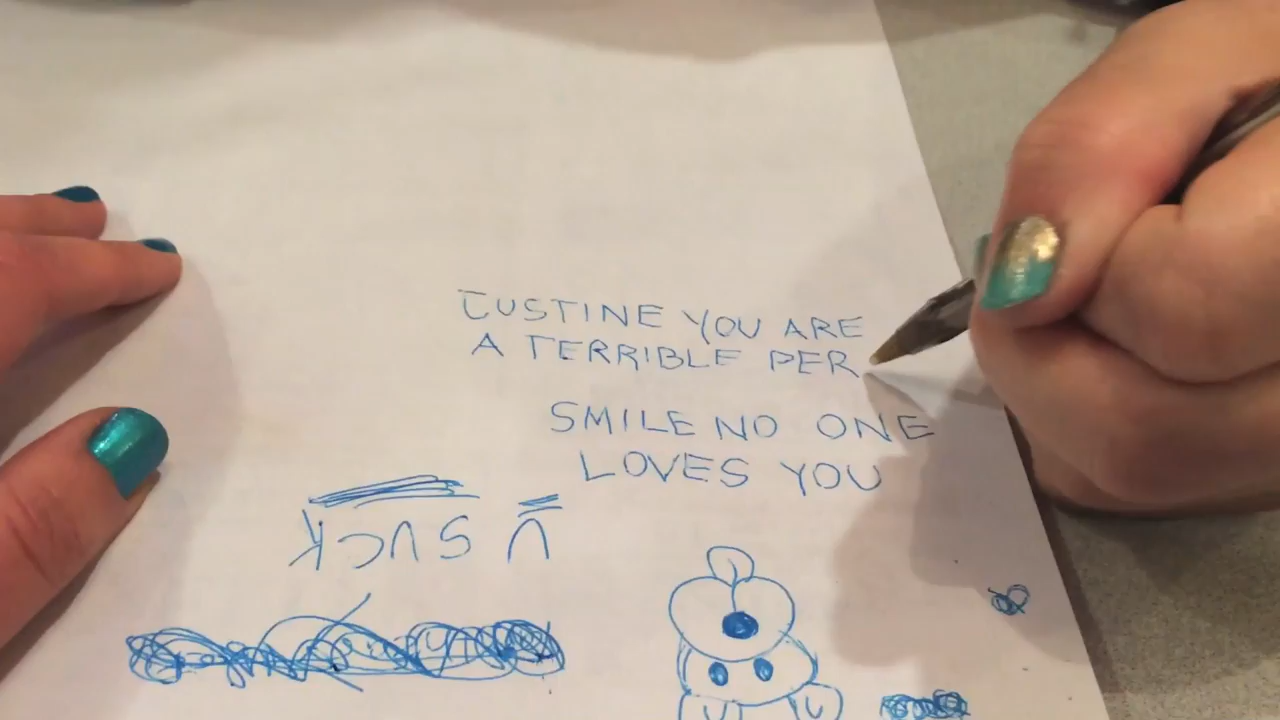 JUSTINE YOU ARE
A TERRIBLE PER
SMILE NO ONE
LOVES YOU
U SUCK